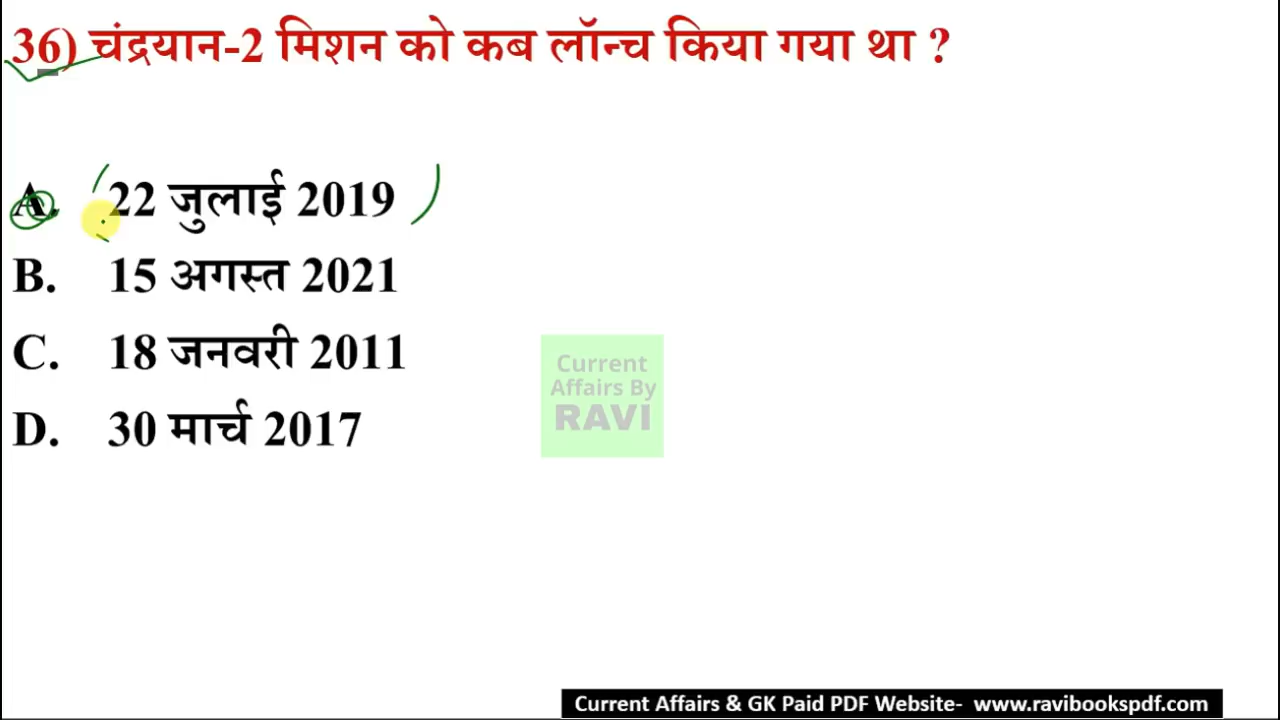 36) चंद्रयान-2 मिशन को कब लॉन्च किया गया था ?
A. 22 जुलाई 2019
B. 15 अगस्त 2021
C. 18 जनवरी 2011
D. 30 मार्च 2017
Current
Affairs By
RAVI
Current Affairs & GK Paid PDF Website- www.ravibookspdf.com